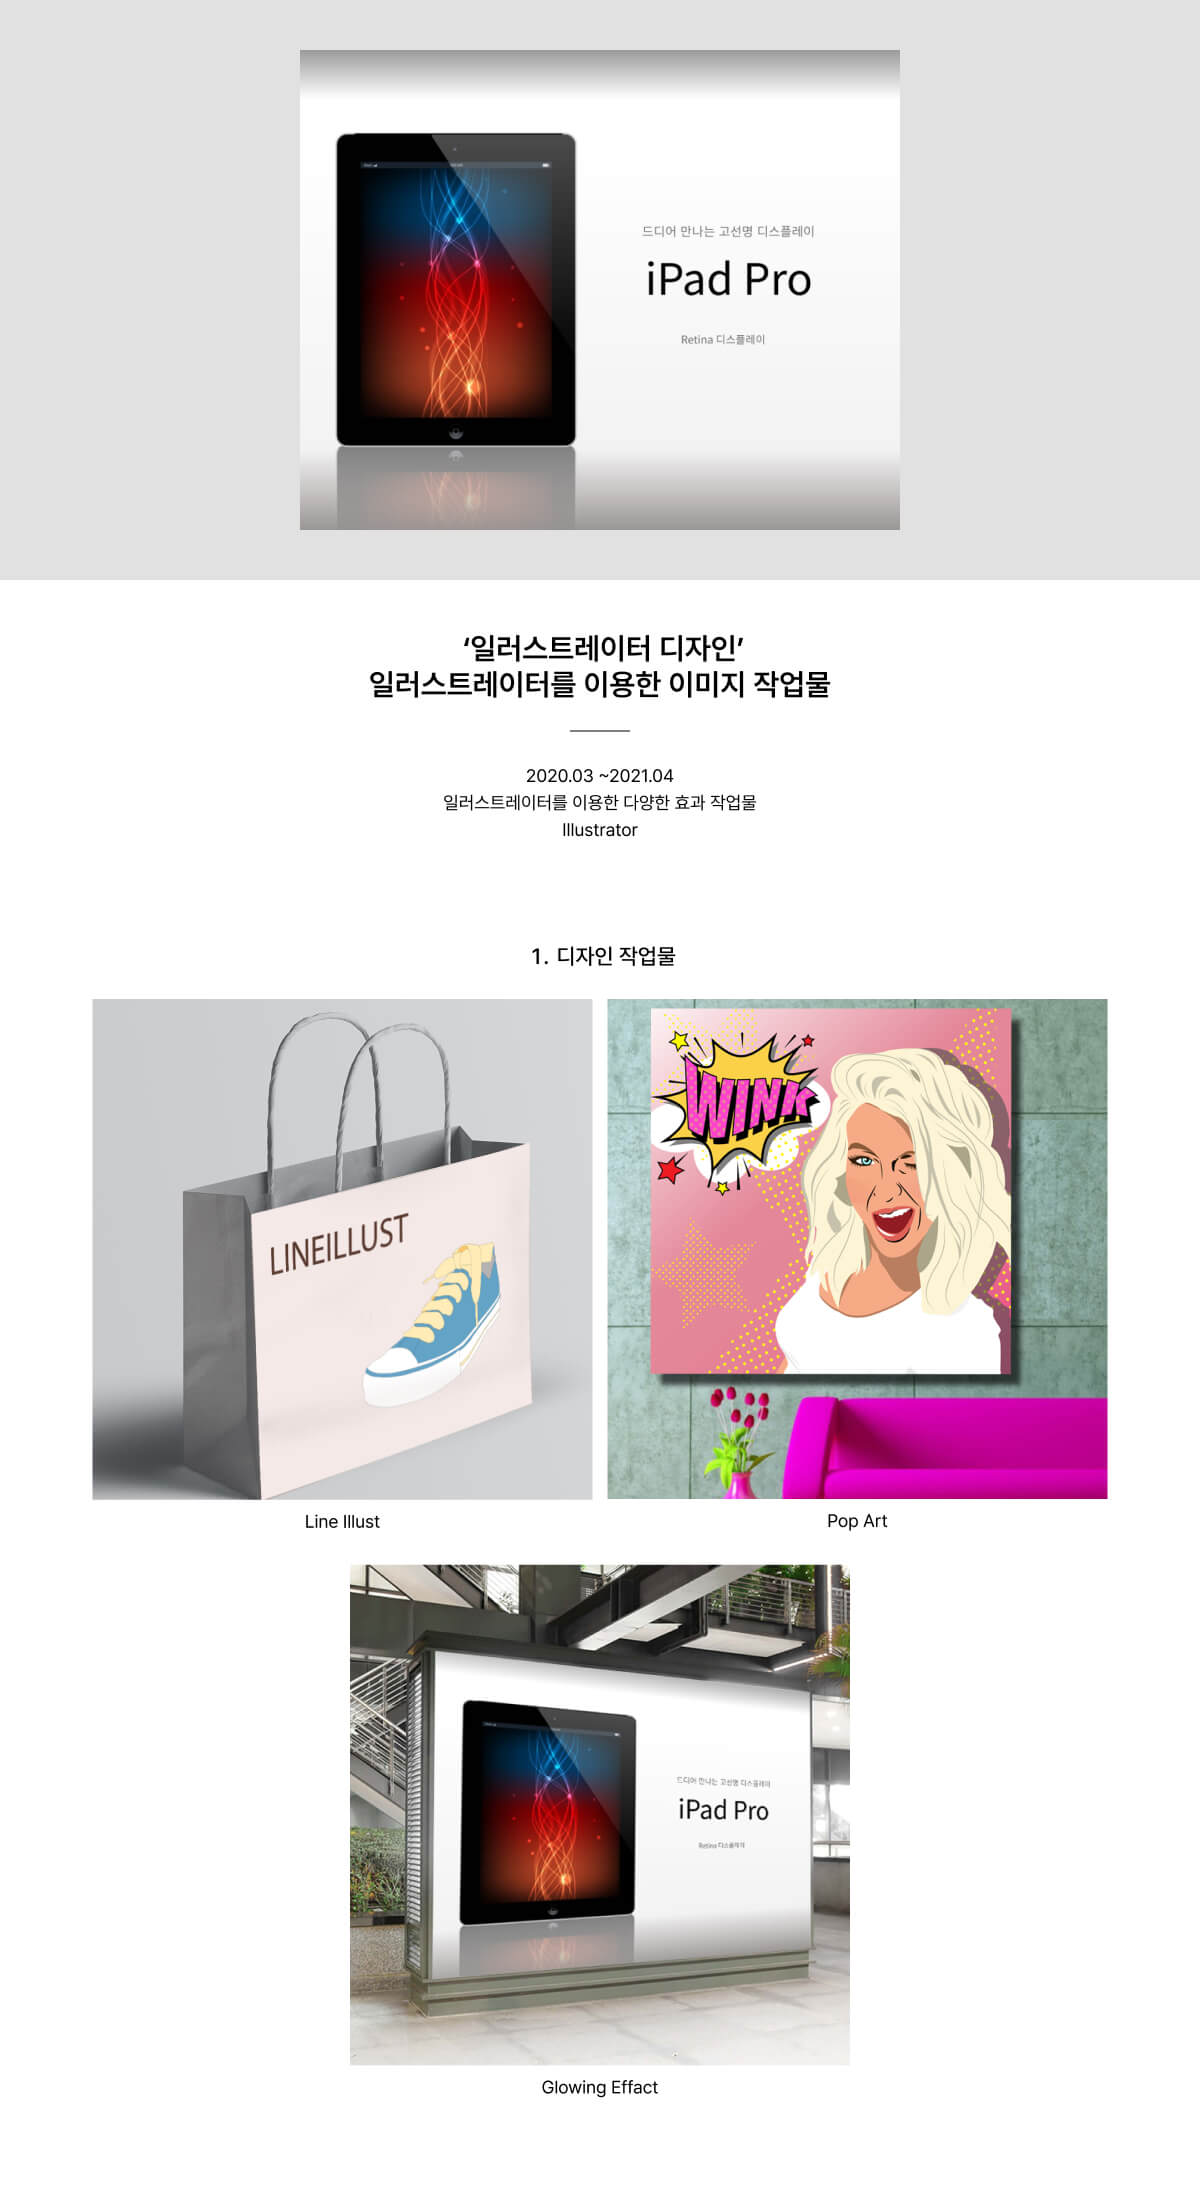 드디어 만나는 고선명 디스플레이
iPad Pro
Retina 디스플레이
‘일러스트레이터 디자인’
일러스트레이터를 이용한 이미지 작업물
2020.03 ~2021.04
일러스트레이터를 이용한 다양한 효과 작업물
Illustrator
1. 디자인 작업물
LINEILLUST
WINK
Line Illust
Pop Art
드디어 만나는 고선명 디스플레이
iPad Pro
Retina 디스플레이
Glowing Effact